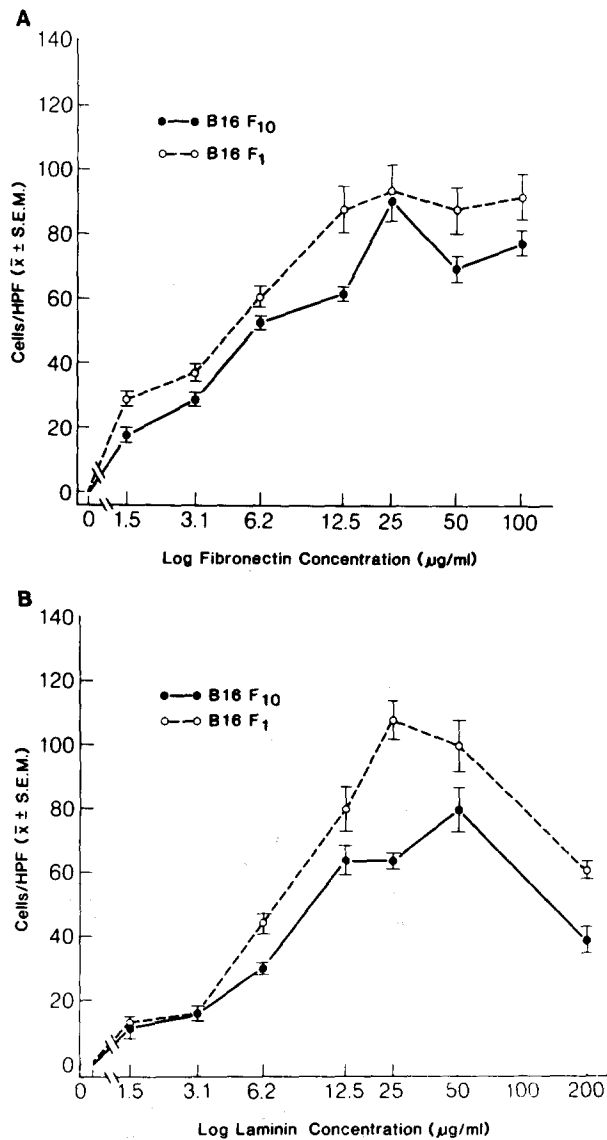 A
140
120
100
80
60
40
20
0
Cells/HPF (x̄ ± S.E.M.)
B16 F10
B16 F1
0 1.5 3.1 6.2 12.5 25 50 100
Log Fibronectin Concentration (µg/ml)
B
140
120
100
80
60
40
20
0
Cells/HPF (x̄ ± S.E.M.)
B16 F10
B16 F1
0 1.5 3.1 6.2 12.5 25 50 100 200
Log Laminin Concentration (µg/ml)